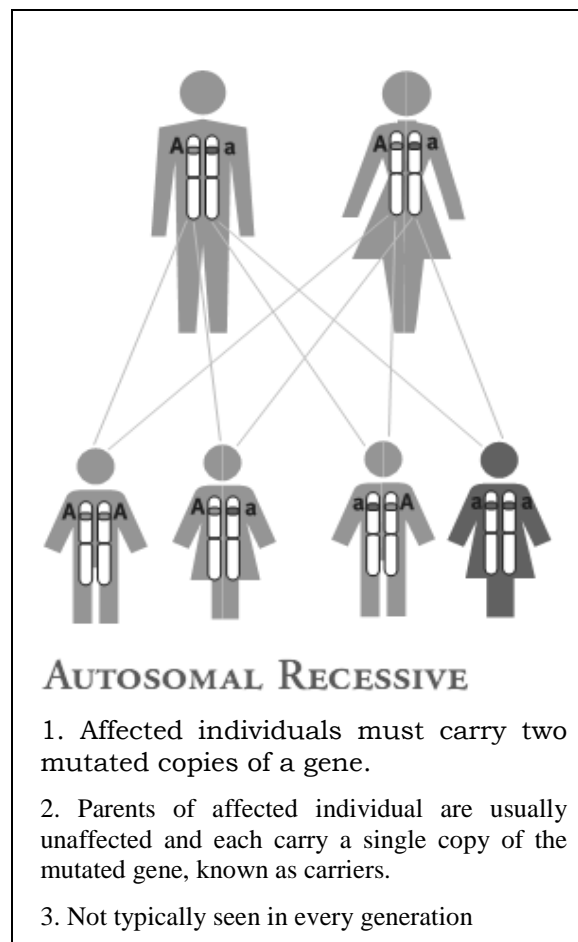 A a A a
A A A a a A a a
AUTOSOMAL RECESSIVE
1. Affected individuals must carry two
mutated copies of a gene.
2. Parents of affected individual are usually
unaffected and each carry a single copy of the
mutated gene, known as carriers.
3. Not typically seen in every generation